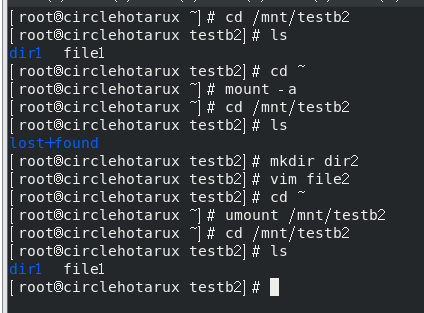 [root@circlehotarux ~]# cd /mnt/testb2
[root@circlehotarux testb2]# ls
dir1  file1
[root@circlehotarux testb2]# cd ~
[root@circlehotarux ~]# mount -a
[root@circlehotarux ~]# cd /mnt/testb2
[root@circlehotarux testb2]# ls
lost+found
[root@circlehotarux testb2]# mkdir dir2
[root@circlehotarux testb2]# vim file2
[root@circlehotarux testb2]# cd ~
[root@circlehotarux ~]# umount /mnt/testb2
[root@circlehotarux ~]# cd /mnt/testb2
[root@circlehotarux testb2]# ls
dir1  file1
[root@circlehotarux testb2]#